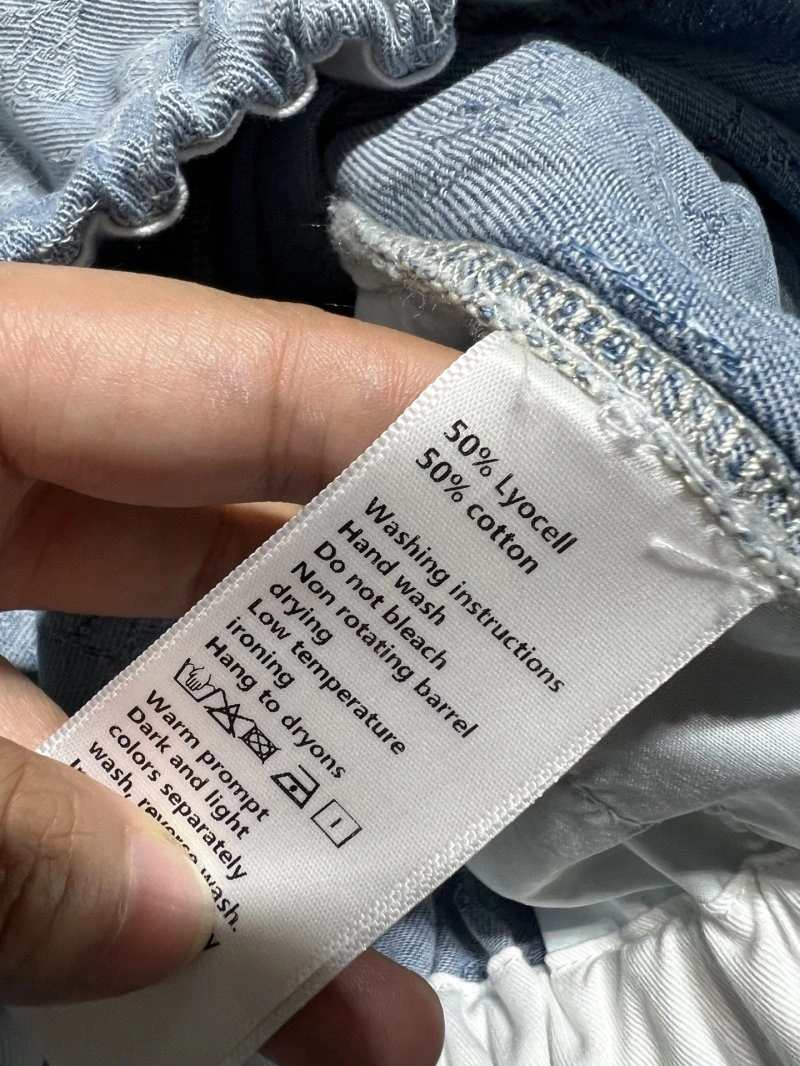 50% Lyocell
50% cotton
Washing instructions
Hand wash
Do not bleach
Non rotating barrel
drying
Low temperature
ironing
Hang to dryons
Warm prompt
Dark and light
colors separately
wash, reverse wash.